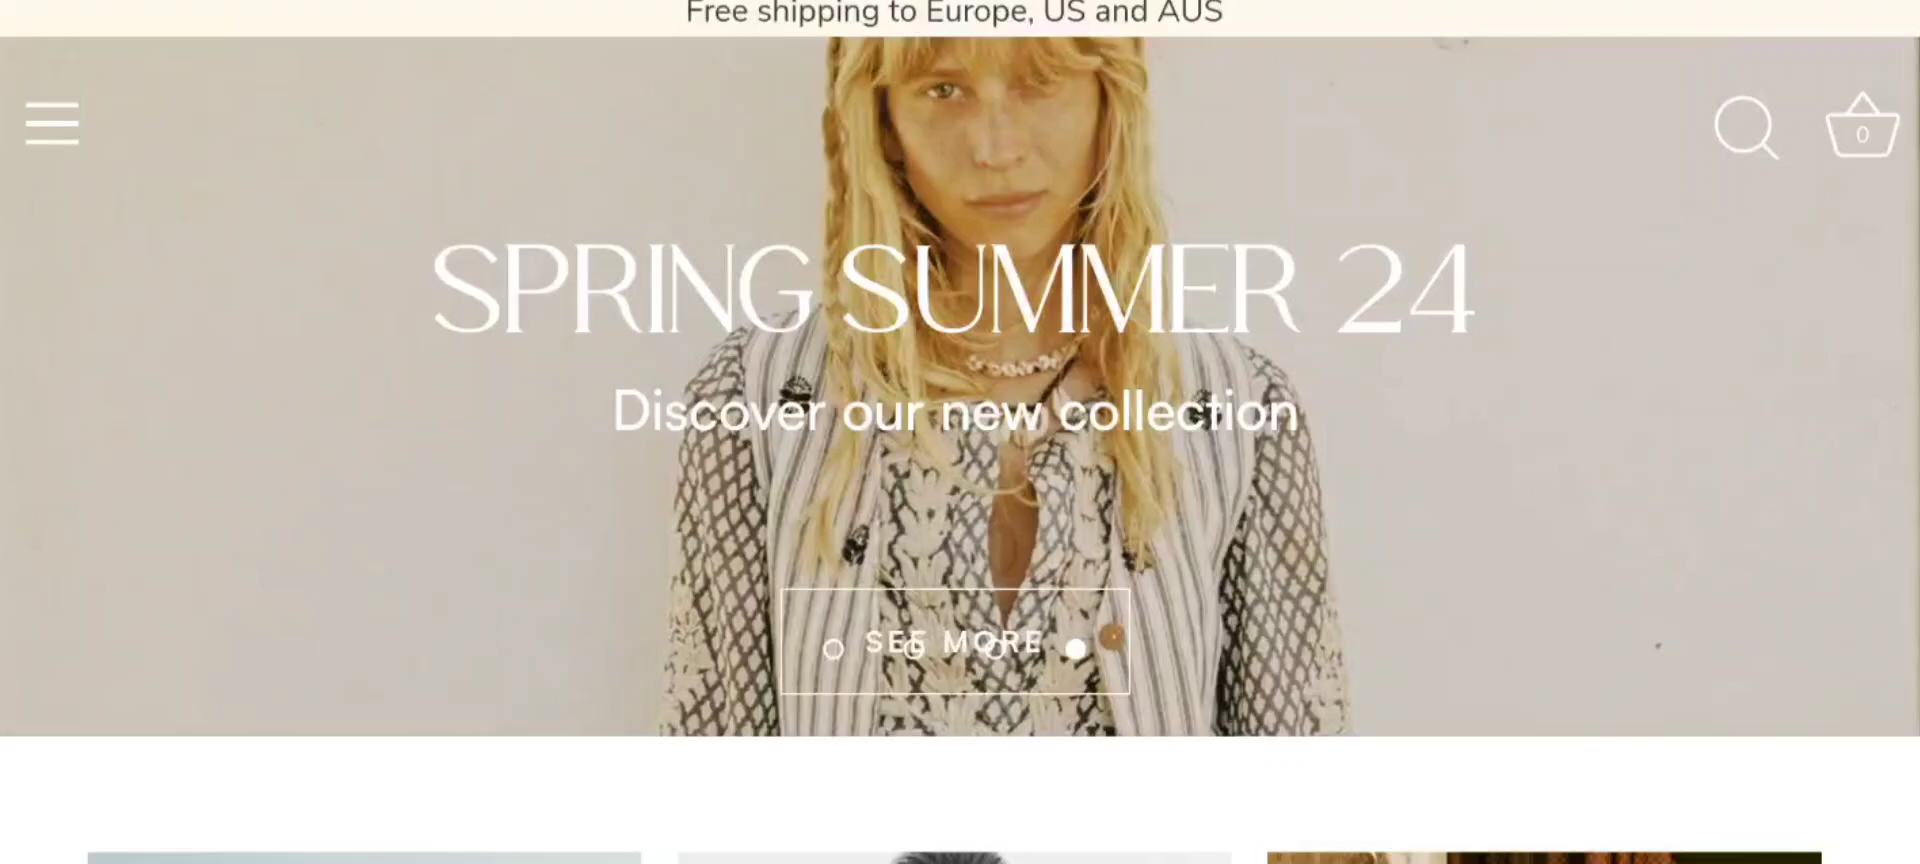 Free shipping to Europe, US and AUS
0
SPRING SUMMER 24
Discover our new collection
SEE MORE